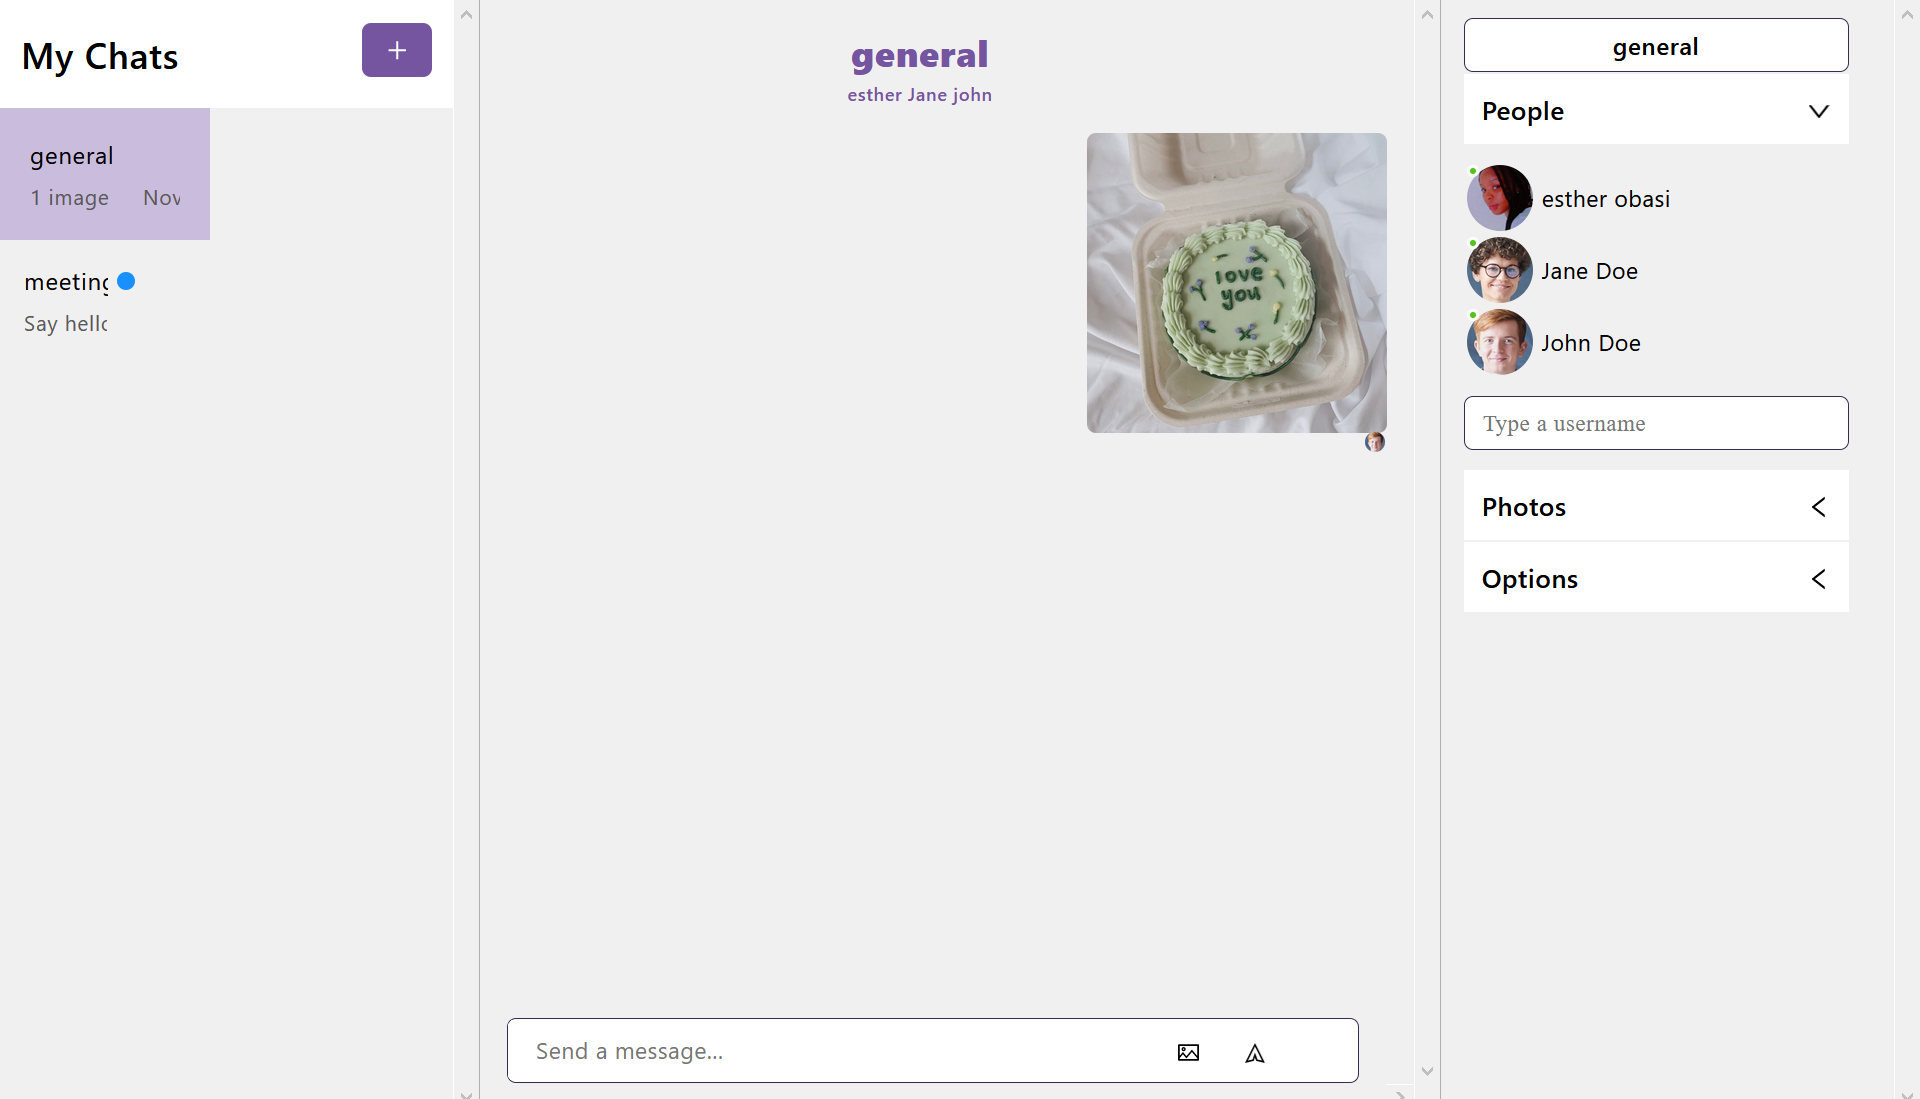 My Chats
+
general
1 image Nov
meeting
Say hello
general
esther Jane john
love
you
Send a message...
general
People
esther obasi
Jane Doe
John Doe
Type a username
Photos
Options